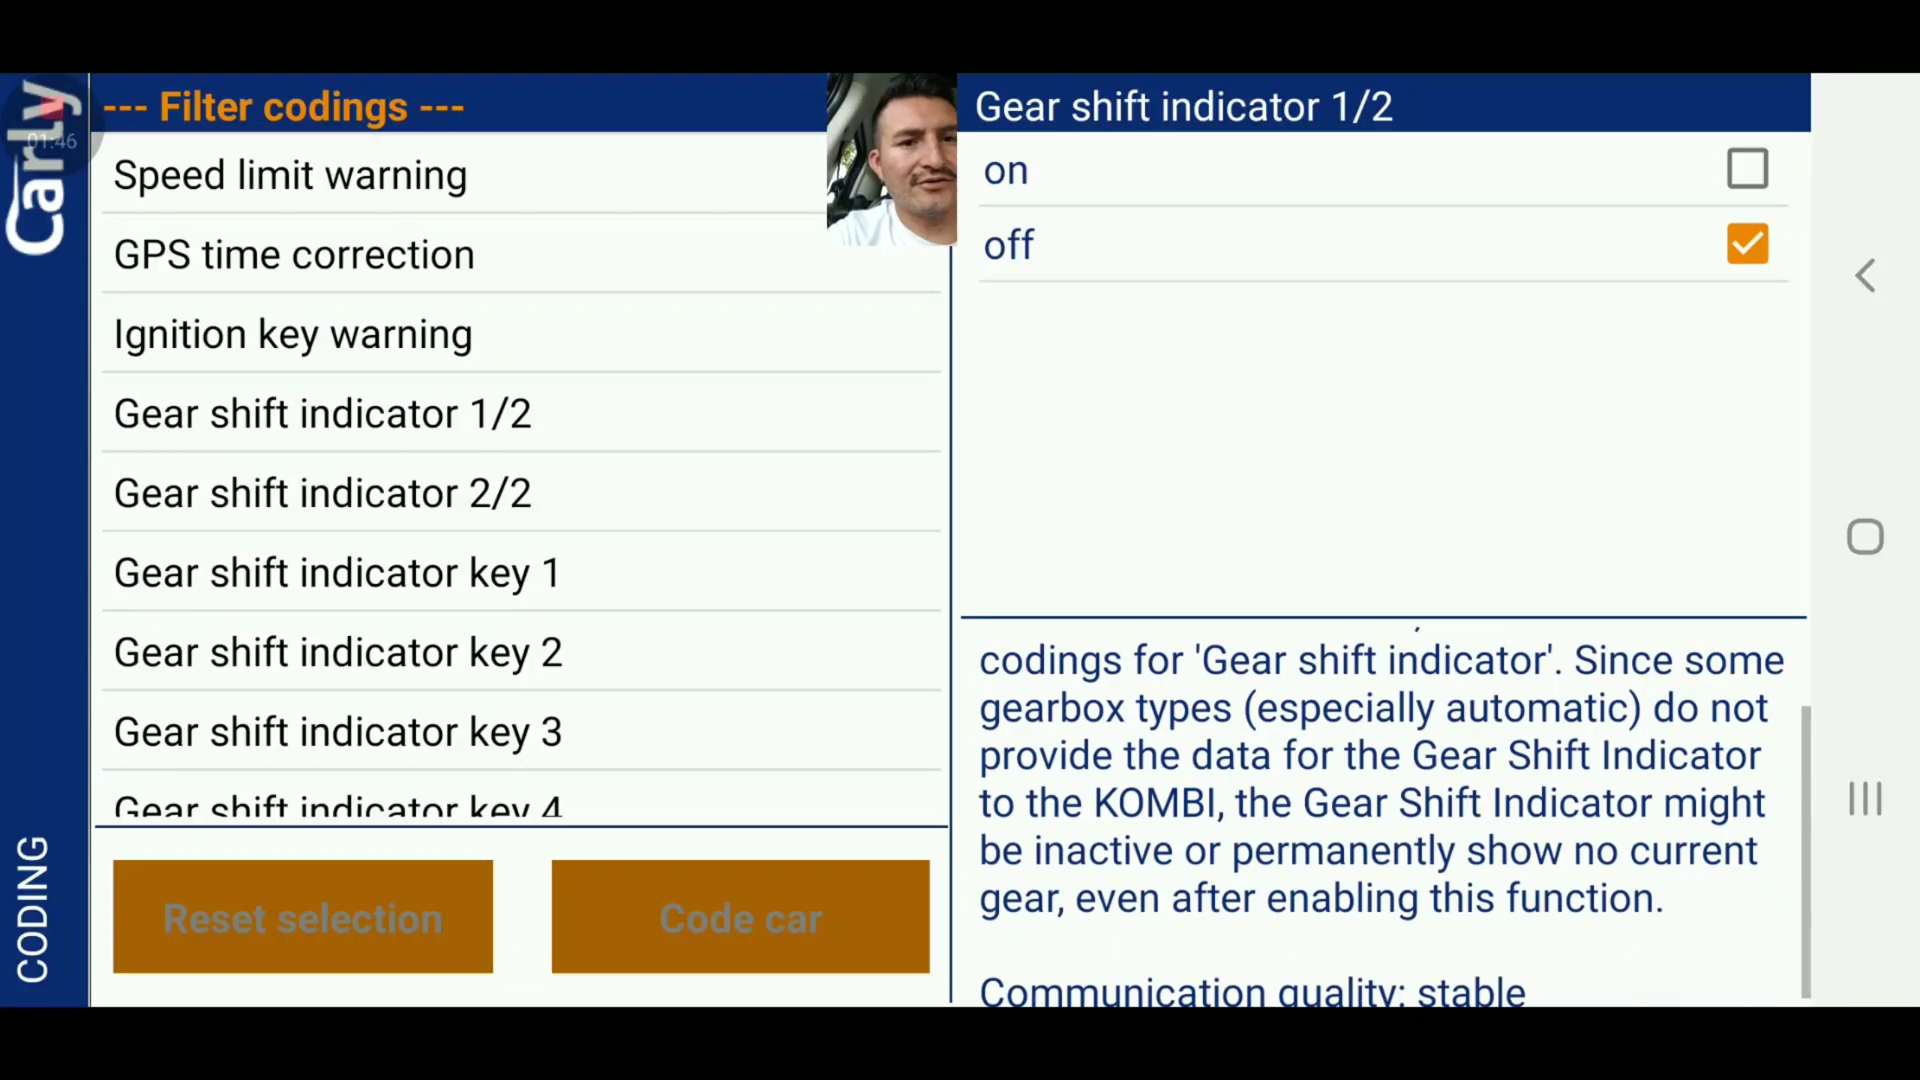 Carly
01:46
CODING
--- Filter codings ---
Speed limit warning
GPS time correction
Ignition key warning
Gear shift indicator 1/2
Gear shift indicator 2/2
Gear shift indicator key 1
Gear shift indicator key 2
Gear shift indicator key 3
Gear shift indicator key 4
Reset selection
Code car
Gear shift indicator 1/2
on
off
codings for 'Gear shift indicator'. Since some
gearbox types (especially automatic) do not
provide the data for the Gear Shift Indicator
to the KOMBI, the Gear Shift Indicator might
be inactive or permanently show no current
gear, even after enabling this function.
Communication quality: stable